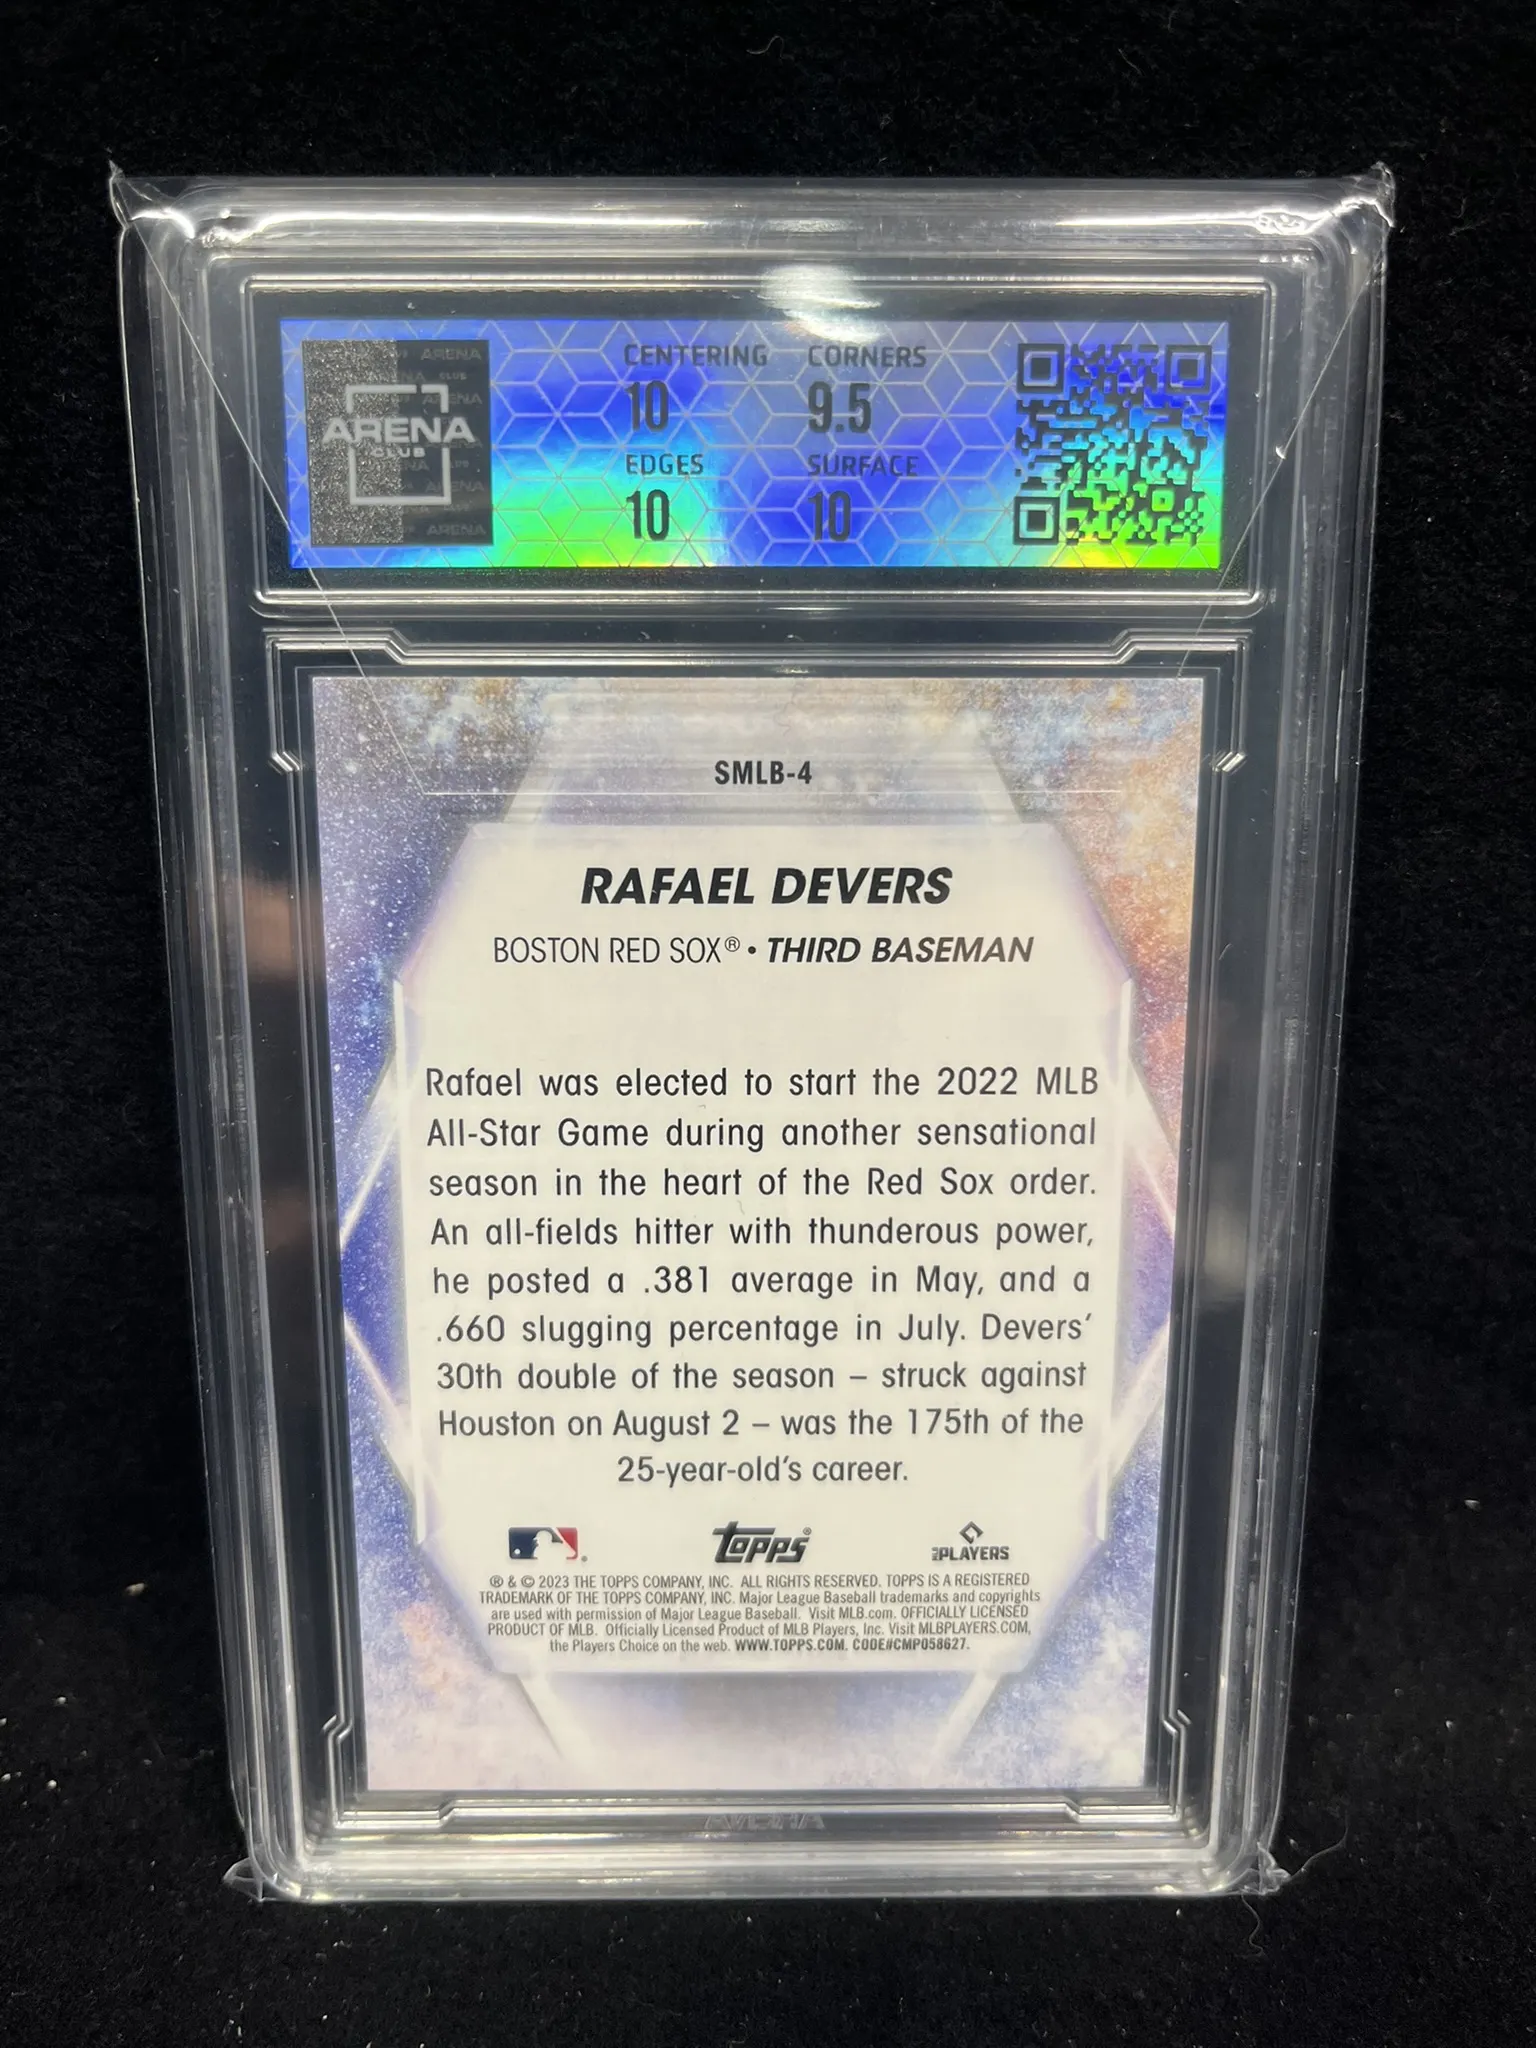 ARENA
CLUB
CENTERING CORNERS
10 9.5
EDGES SURFACE
10 10
SMLB-4
RAFAEL DEVERS
BOSTON RED SOX® • THIRD BASEMAN
Rafael was elected to start the 2022 MLB
All-Star Game during another sensational
season in the heart of the Red Sox order.
An all-fields hitter with thunderous power,
he posted a .381 average in May, and a
.660 slugging percentage in July. Devers'
30th double of the season – struck against
Houston on August 2 – was the 175th of the
25-year-old's career.
topps®
PLAYERS
® & © 2023 THE TOPPS COMPANY, INC. ALL RIGHTS RESERVED. TOPPS IS A REGISTERED
TRADEMARK OF THE TOPPS COMPANY, INC. Major League Baseball trademarks and copyrights
are used with permission of Major League Baseball. Visit MLB.com. OFFICIALLY LICENSED
PRODUCT OF MLB. Officially Licensed Product of MLB Players, Inc. Visit MLBPLAYERS.COM,
the Players Choice on the web. WWW.TOPPS.COM. CODE#CMP058627.